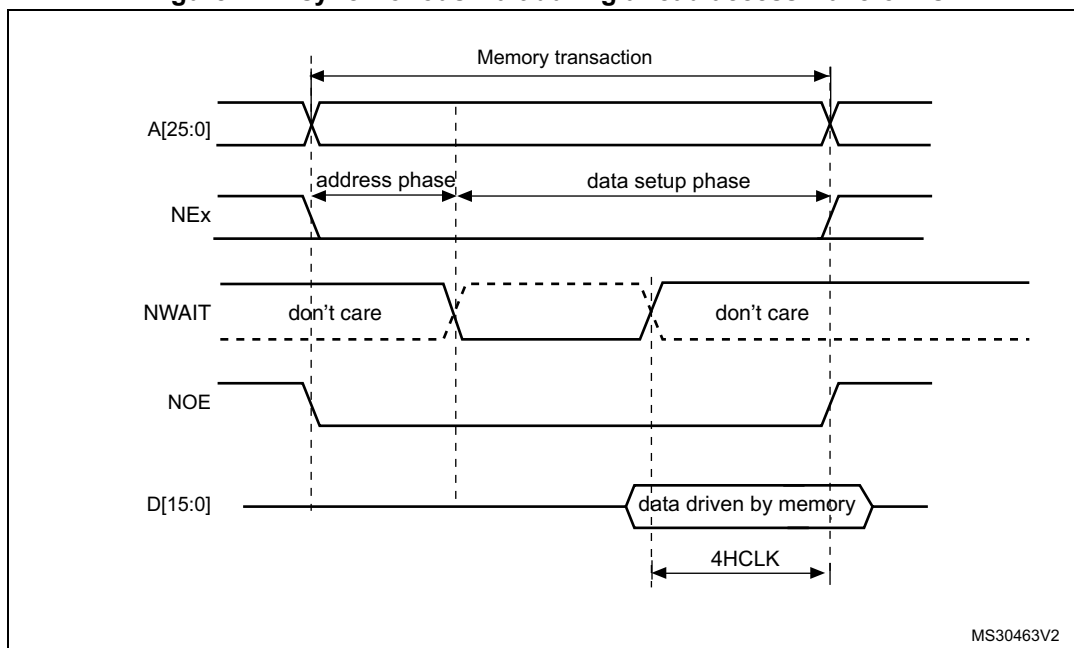 Memory transaction
A[25:0]
address phase
data setup phase
NEx
NWAIT
don't care
don't care
NOE
D[15:0]
data driven by memory
4HCLK
MS30463V2